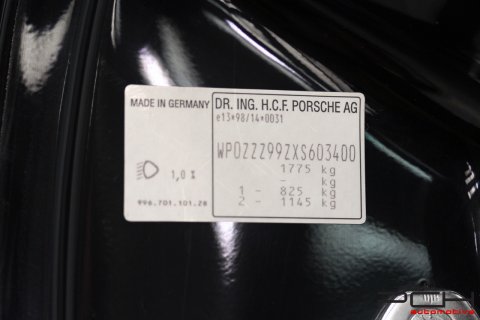 MADE IN GERMANY
DR. ING. H.C.F. PORSCHE AG
e13*98/14*0031
WP0ZZZ99ZXS603400
1775 kg
- kg
1 - 825 kg
2 - 1145 kg
1,0 %
996.701.101.28
automotive